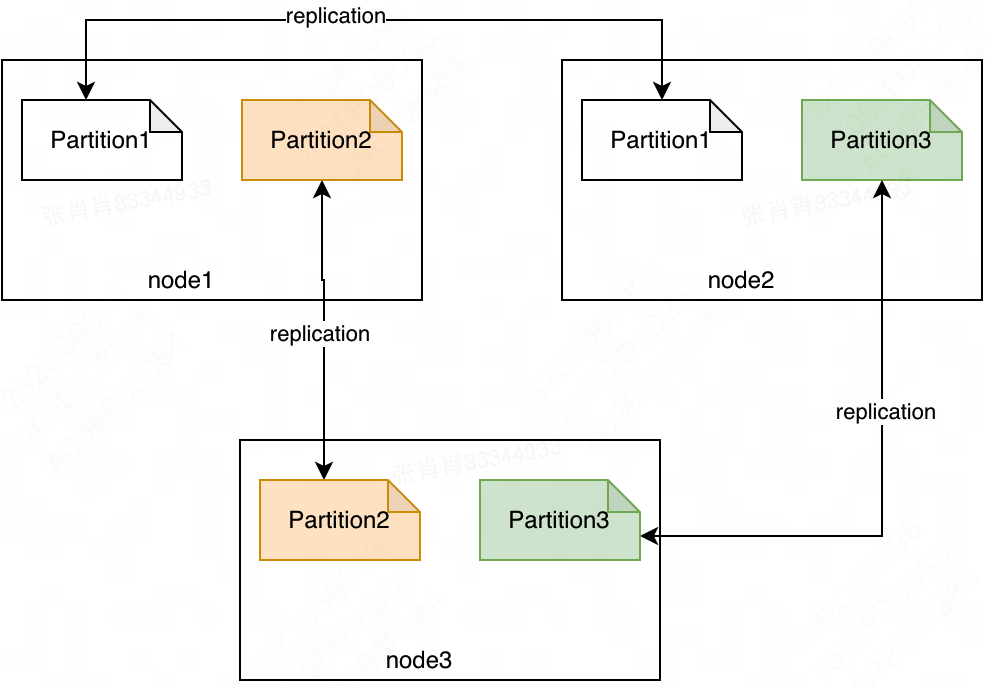 replication
Partition1
Partition2
Partition1
Partition3
张肖肖83344933
张肖肖83344933
node1
node2
replication
replication
张肖肖83344933
Partition2
Partition3
node3